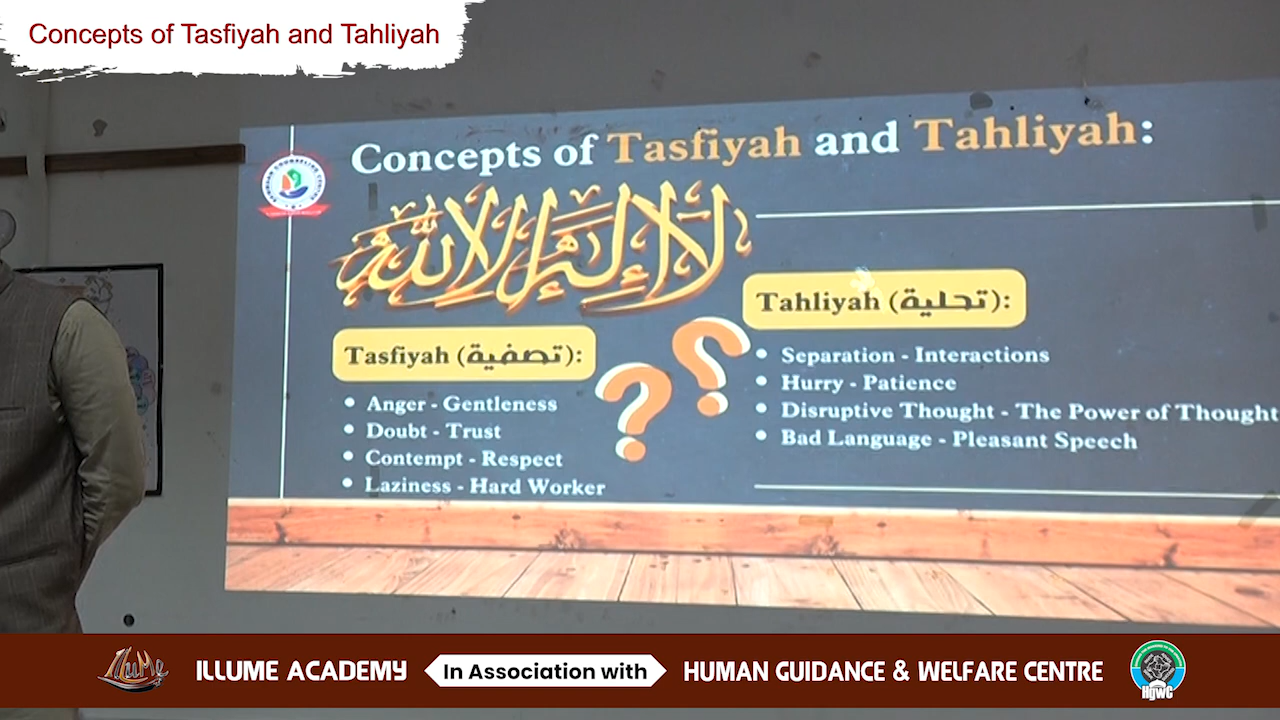 Concepts of Tasfiyah and Tahliyah
Concepts of Tasfiyah and Tahliyah:
لا إله إلا الله
Tasfiyah (تصفية):
• Anger - Gentleness
• Doubt - Trust
• Contempt - Respect
• Laziness - Hard Worker
Tahliyah (تحلية):
• Separation - Interactions
• Hurry - Patience
• Disruptive Thought - The Power of Thought
• Bad Language - Pleasant Speech
IlluMe
ILLUME ACADEMY
In Association with
HUMAN GUIDANCE & WELFARE CENTRE
HGWC